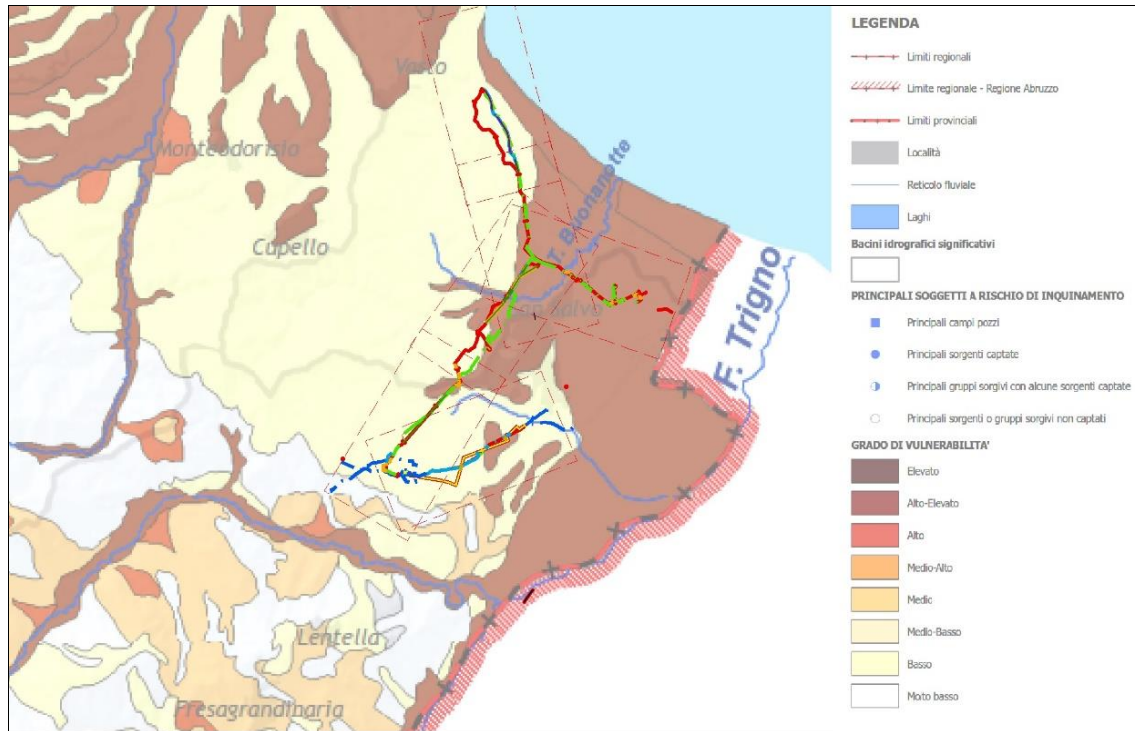 Vasto
Monteodorisia
Cupello
T. Buonanotte
San Salvo
F. Trigno
Lentella
Fresagrandinaria
LEGENDA
Limiti regionali
Limite regionale - Regione Abruzzo
Limiti provinciali
Località
Reticolo fluviale
Laghi
Bacini idrografici significativi
PRINCIPALI SOGGETTI A RISCHIO DI INQUINAMENTO
Principali campi pozzi
Principali sorgenti captate
Principali gruppi sorgivi con alcune sorgenti captate
Principali sorgenti o gruppi sorgivi non captati
GRADO DI VULNERABILITA'
Elevato
Alto-Elevato
Alto
Medio-Alto
Medio
Medio-Basso
Basso
Molto basso